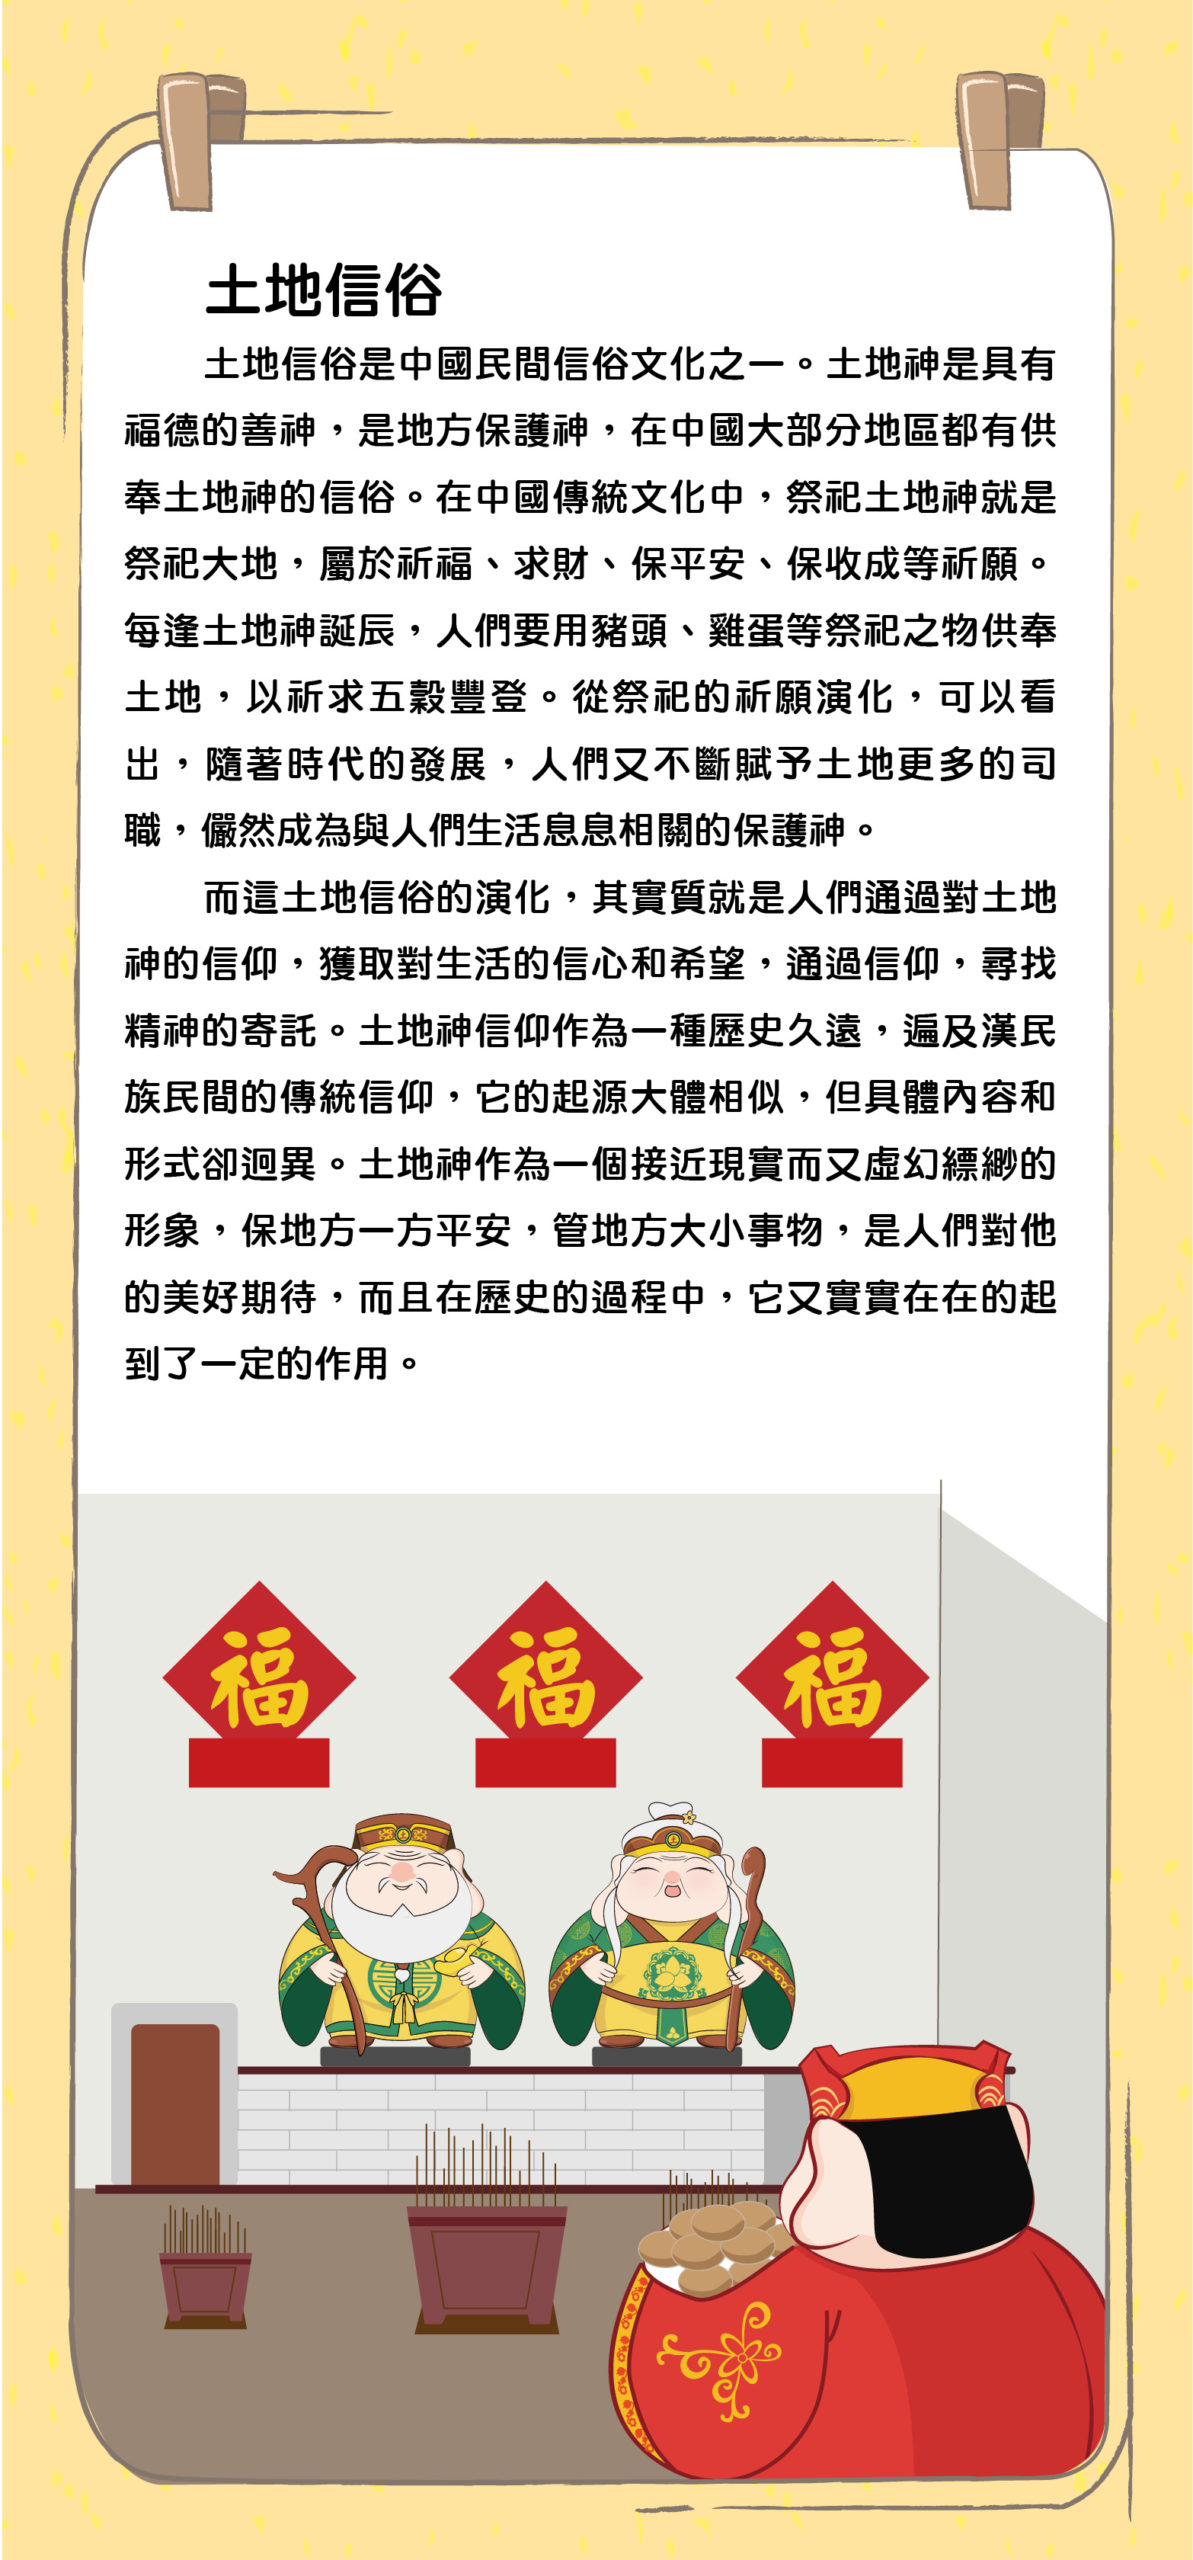 土地信俗
土地信俗是中國民間信俗文化之一。土地神是具有
福德的善神，是地方保護神，在中國大部分地區都有供
奉土地神的信俗。在中國傳統文化中，祭祀土地神就是
祭祀大地，屬於祈福、求財、保平安、保收成等祈願。
每逢土地神誕辰，人們要用豬頭、雞蛋等祭祀之物供奉
土地，以祈求五穀豐登。從祭祀的祈願演化，可以看
出，隨著時代的發展，人們又不斷賦予土地更多的司
職，儼然成為與人們生活息息相關的保護神。
而這土地信俗的演化，其實質就是人們通過對土地
神的信仰，獲取對生活的信心和希望，通過信仰，尋找
精神的寄託。土地神信仰作為一種歷史久遠，遍及漢民
族民間的傳統信仰，它的起源大體相似，但具體內容和
形式卻迥異。土地神作為一個接近現實而又虛幻縹緲的
形象，保地方一方平安，管地方大小事物，是人們對他
的美好期待，而且在歷史的過程中，它又實實在在的起
到了一定的作用。
福 福 福